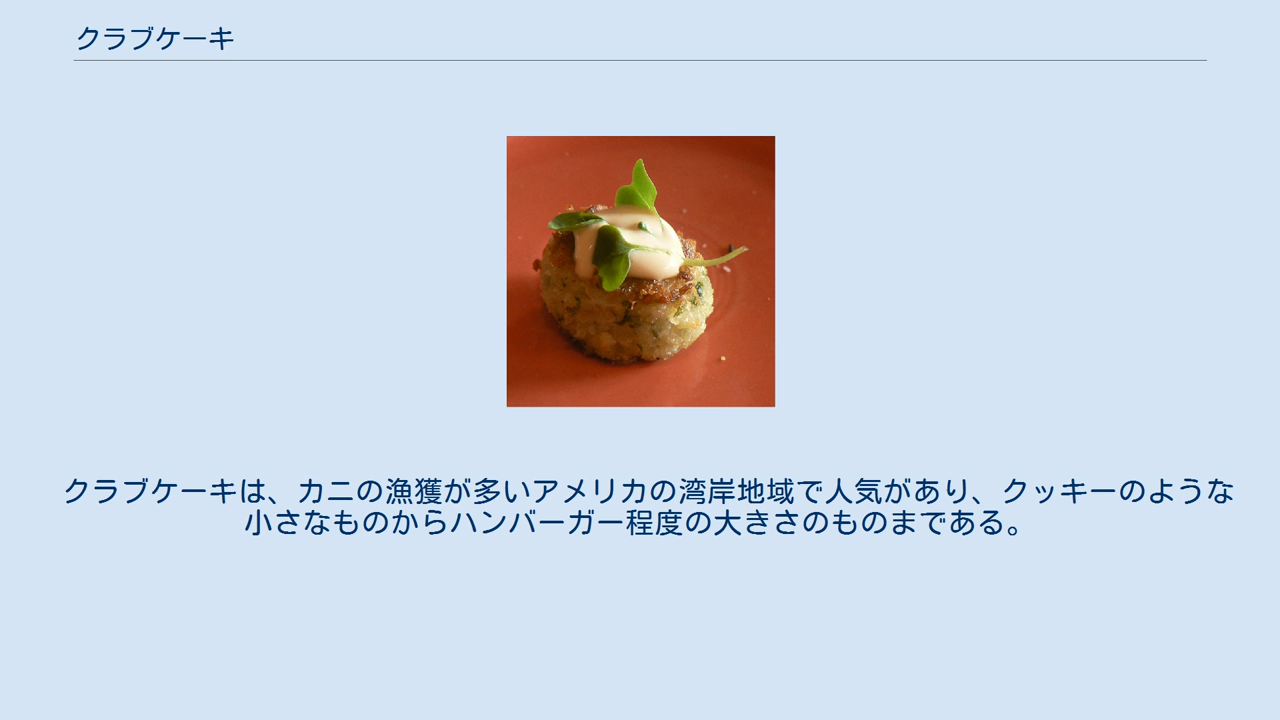 クラブケーキ
クラブケーキは、カニの漁獲が多いアメリカの湾岸地域で人気があり、クッキーのような
小さなものからハンバーガー程度の大きさのものまである。